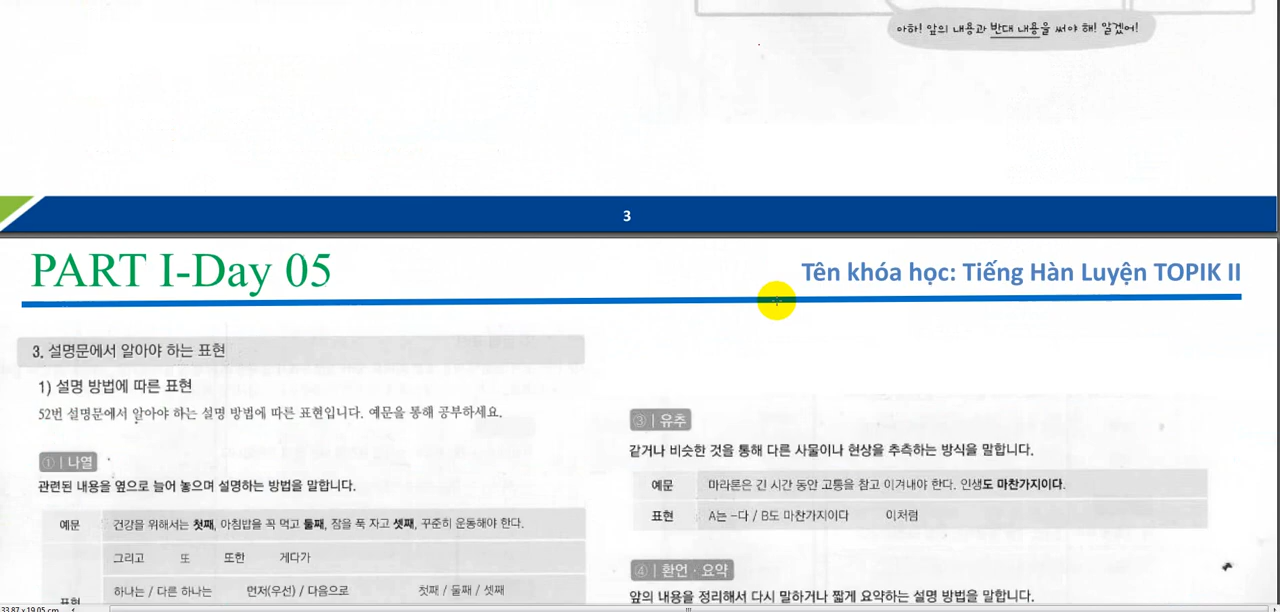 아하! 앞의 내용과 반대 내용을 써야 해! 알겠어!
3
PART I-Day 05
Tên khóa học: Tiếng Hàn Luyện TOPIK II
3. 설명문에서 알아야 하는 표현
1) 설명 방법에 따른 표현
52번 설명문에서 알아야 하는 설명 방법에 따른 표현입니다. 예문을 통해 공부하세요.
① | 나열
관련된 내용을 옆으로 늘어 놓으며 설명하는 방법을 말합니다.
예문 건강을 위해서는 첫째, 아침밥을 꼭 먹고 둘째, 잠을 푹 자고 셋째, 꾸준히 운동해야 한다.
그리고 또 또한 게다가
표현 하나는 / 다른 하나는 먼저(우선) / 다음으로 첫째 / 둘째 / 셋째
③ | 유추
같거나 비슷한 것을 통해 다른 사물이나 현상을 추측하는 방식을 말합니다.
예문 마라톤은 긴 시간 동안 고통을 참고 이겨내야 한다. 인생도 마찬가지이다.
표현 A는 -다 / B도 마찬가지이다 이처럼
④ | 환언 · 요약
앞의 내용을 정리해서 다시 말하거나 짧게 요약하는 설명 방법을 말합니다.
33.87 x 19.05 cm